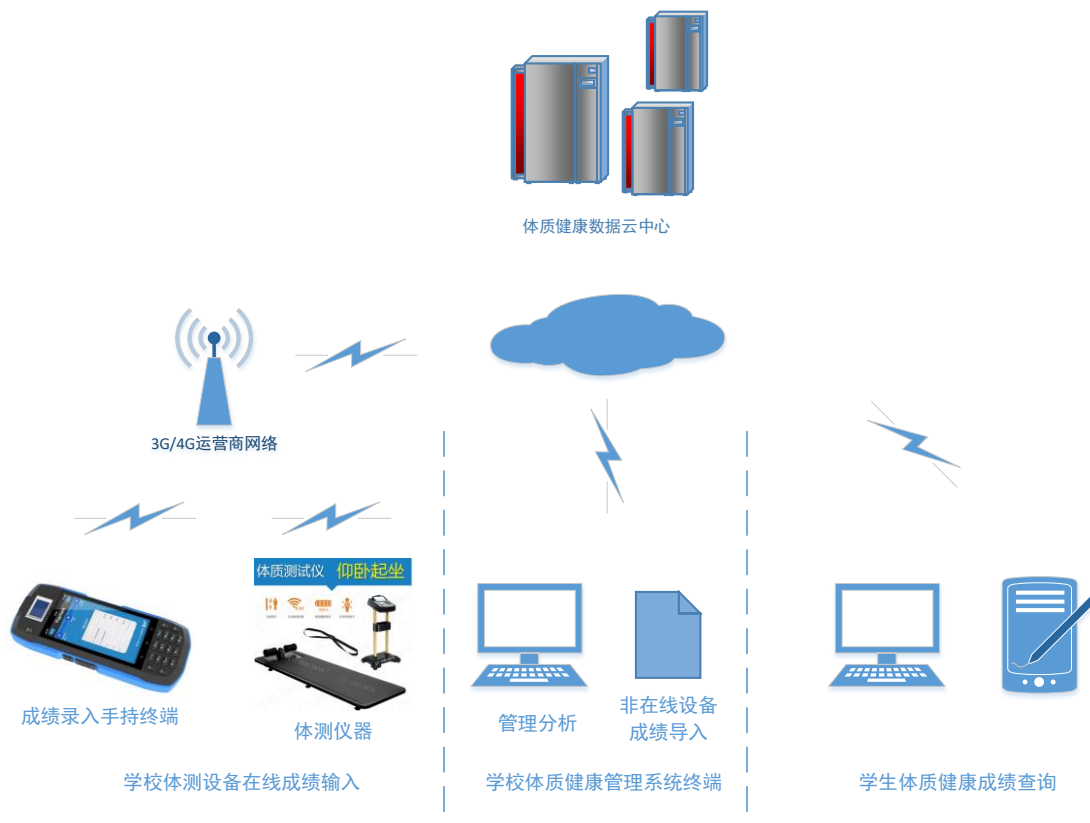 体质健康数据云中心
3G/4G运营商网络
体质测试仪 仰卧起坐
成绩录入手持终端
体测仪器
管理分析
非在线设备
成绩导入
学校体测设备在线成绩输入
学校体质健康管理系统终端
学生体质健康成绩查询